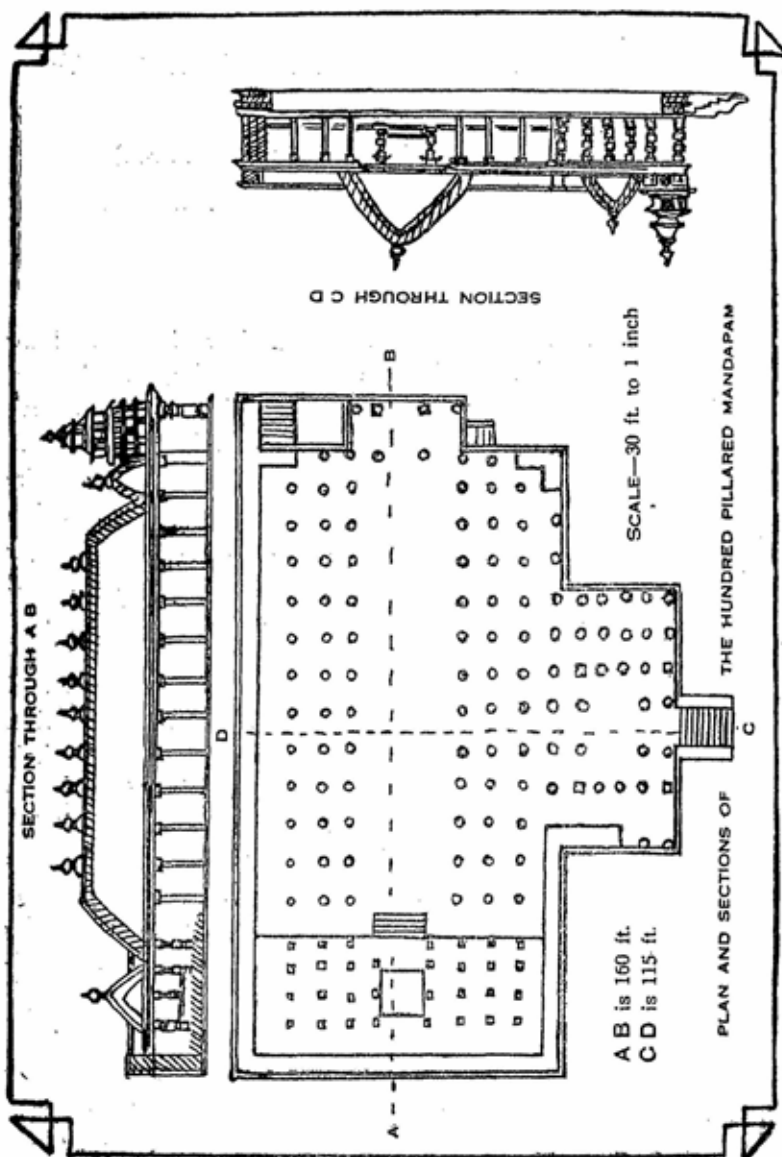 SECTION THROUGH A B
SECTION THROUGH C D
D
A
B
C
A B is 160 ft.
C D is 115 ft.
SCALE—30 ft. to 1 inch
PLAN AND SECTIONS OF THE HUNDRED PILLARED MANDAPAM